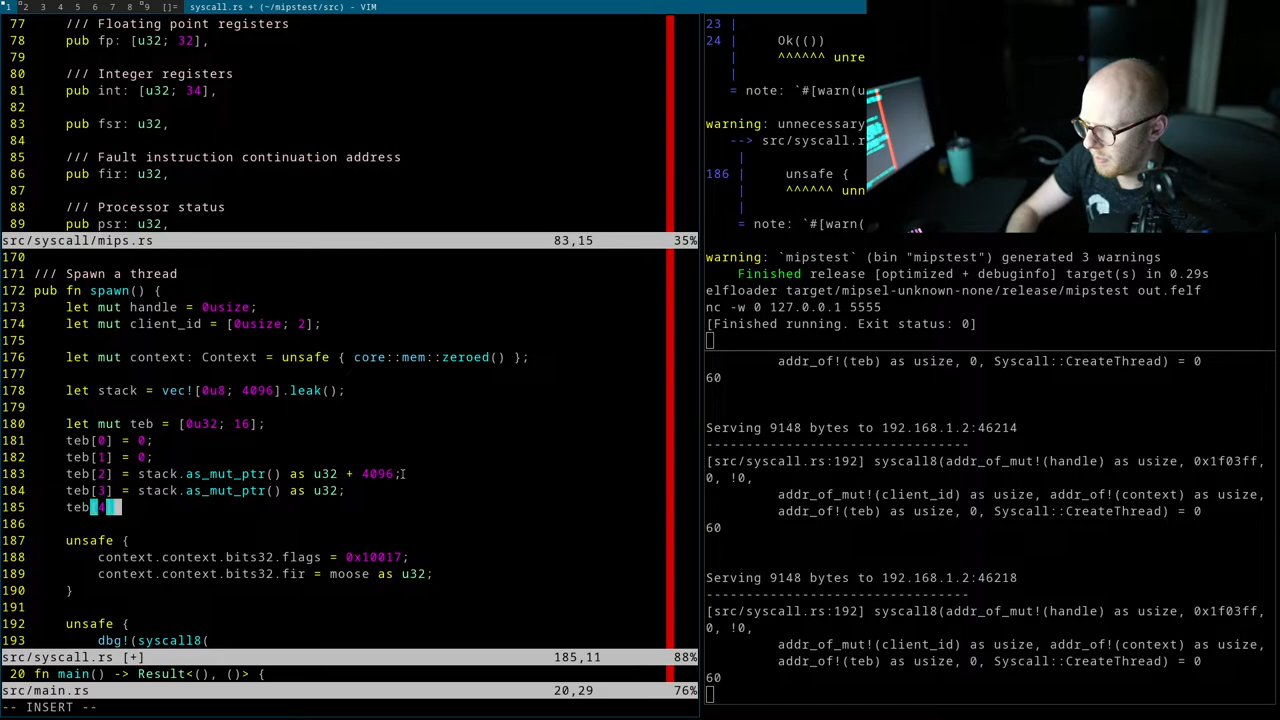 1 2 3 4 5 6 7 8 9 []= syscall.rs + (~/mipstest/src) - VIM
77 /// Floating point registers
78 pub fp: [u32; 32],
79
80 /// Integer registers
81 pub int: [u32; 34],
82
83 pub fsr: u32,
84
85 /// Fault instruction continuation address
86 pub fir: u32,
87
88 /// Processor status
89 pub psr: u32,
src/syscall/mips.rs 83,15 35%
170
171 /// Spawn a thread
172 pub fn spawn() {
173 let mut handle = 0usize;
174 let mut client_id = [0usize; 2];
175
176 let mut context: Context = unsafe { core::mem::zeroed() };
177
178 let stack = vec![0u8; 4096].leak();
179
180 let mut teb = [0u32; 16];
181 teb[0] = 0;
182 teb[1] = 0;
183 teb[2] = stack.as_mut_ptr() as u32 + 4096;
184 teb[3] = stack.as_mut_ptr() as u32;
185 teb[4]
186
187 unsafe {
188 context.context.bits32.flags = 0x10017;
189 context.context.bits32.fir = moose as u32;
190 }
191
192 unsafe {
193 dbg!(syscall8(
src/syscall.rs [+] 185,11 88%
20 fn main() -> Result<(), ()> {
src/main.rs 20,29 76%
-- INSERT --
23 |
24 | Ok(())
| ^^^^^^ unre
|
= note: `#[warn(u
warning: unnecessary
--> src/syscall.r
|
186 | unsafe {
| ^^^^^^ unn
|
= note: `#[warn(
warning: `mipstest` (bin "mipstest") generated 3 warnings
Finished release [optimized + debuginfo] target(s) in 0.29s
elfloader target/mipsel-unknown-none/release/mipstest out.felf
nc -w 0 127.0.0.1 5555
[Finished running. Exit status: 0]
addr_of!(teb) as usize, 0, Syscall::CreateThread) = 0
60
Serving 9148 bytes to 192.168.1.2:46214
--------------------------------
[src/syscall.rs:192] syscall8(addr_of_mut!(handle) as usize, 0x1f03ff,
0, !0,
addr_of_mut!(client_id) as usize, addr_of!(context) as usize,
addr_of!(teb) as usize, 0, Syscall::CreateThread) = 0
60
Serving 9148 bytes to 192.168.1.2:46218
--------------------------------
[src/syscall.rs:192] syscall8(addr_of_mut!(handle) as usize, 0x1f03ff,
0, !0,
addr_of_mut!(client_id) as usize, addr_of!(context) as usize,
addr_of!(teb) as usize, 0, Syscall::CreateThread) = 0
60